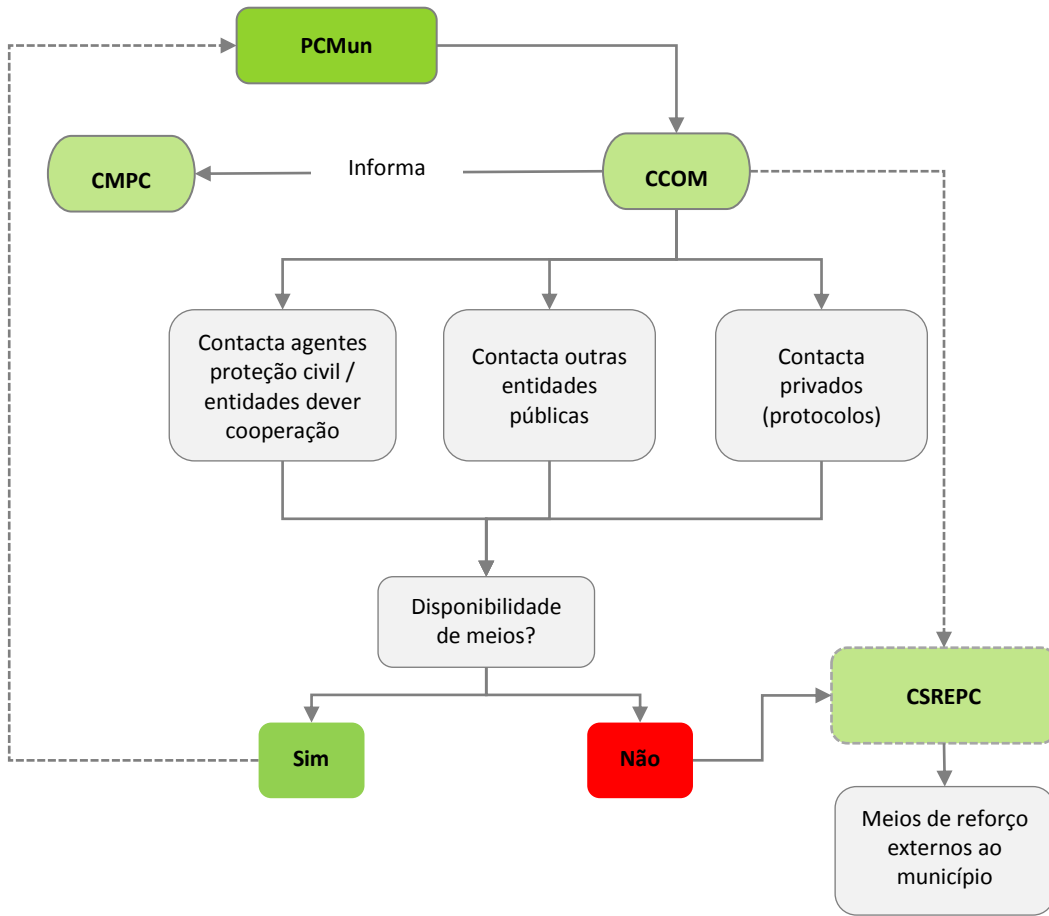 PCMun
CMPC
Informa
CCOM
Contacta agentes
proteção civil /
entidades dever
cooperação
Contacta outras
entidades
públicas
Contacta
privados
(protocolos)
Disponibilidade
de meios?
Sim
Não
CSREPC
Meios de reforço
externos ao
município